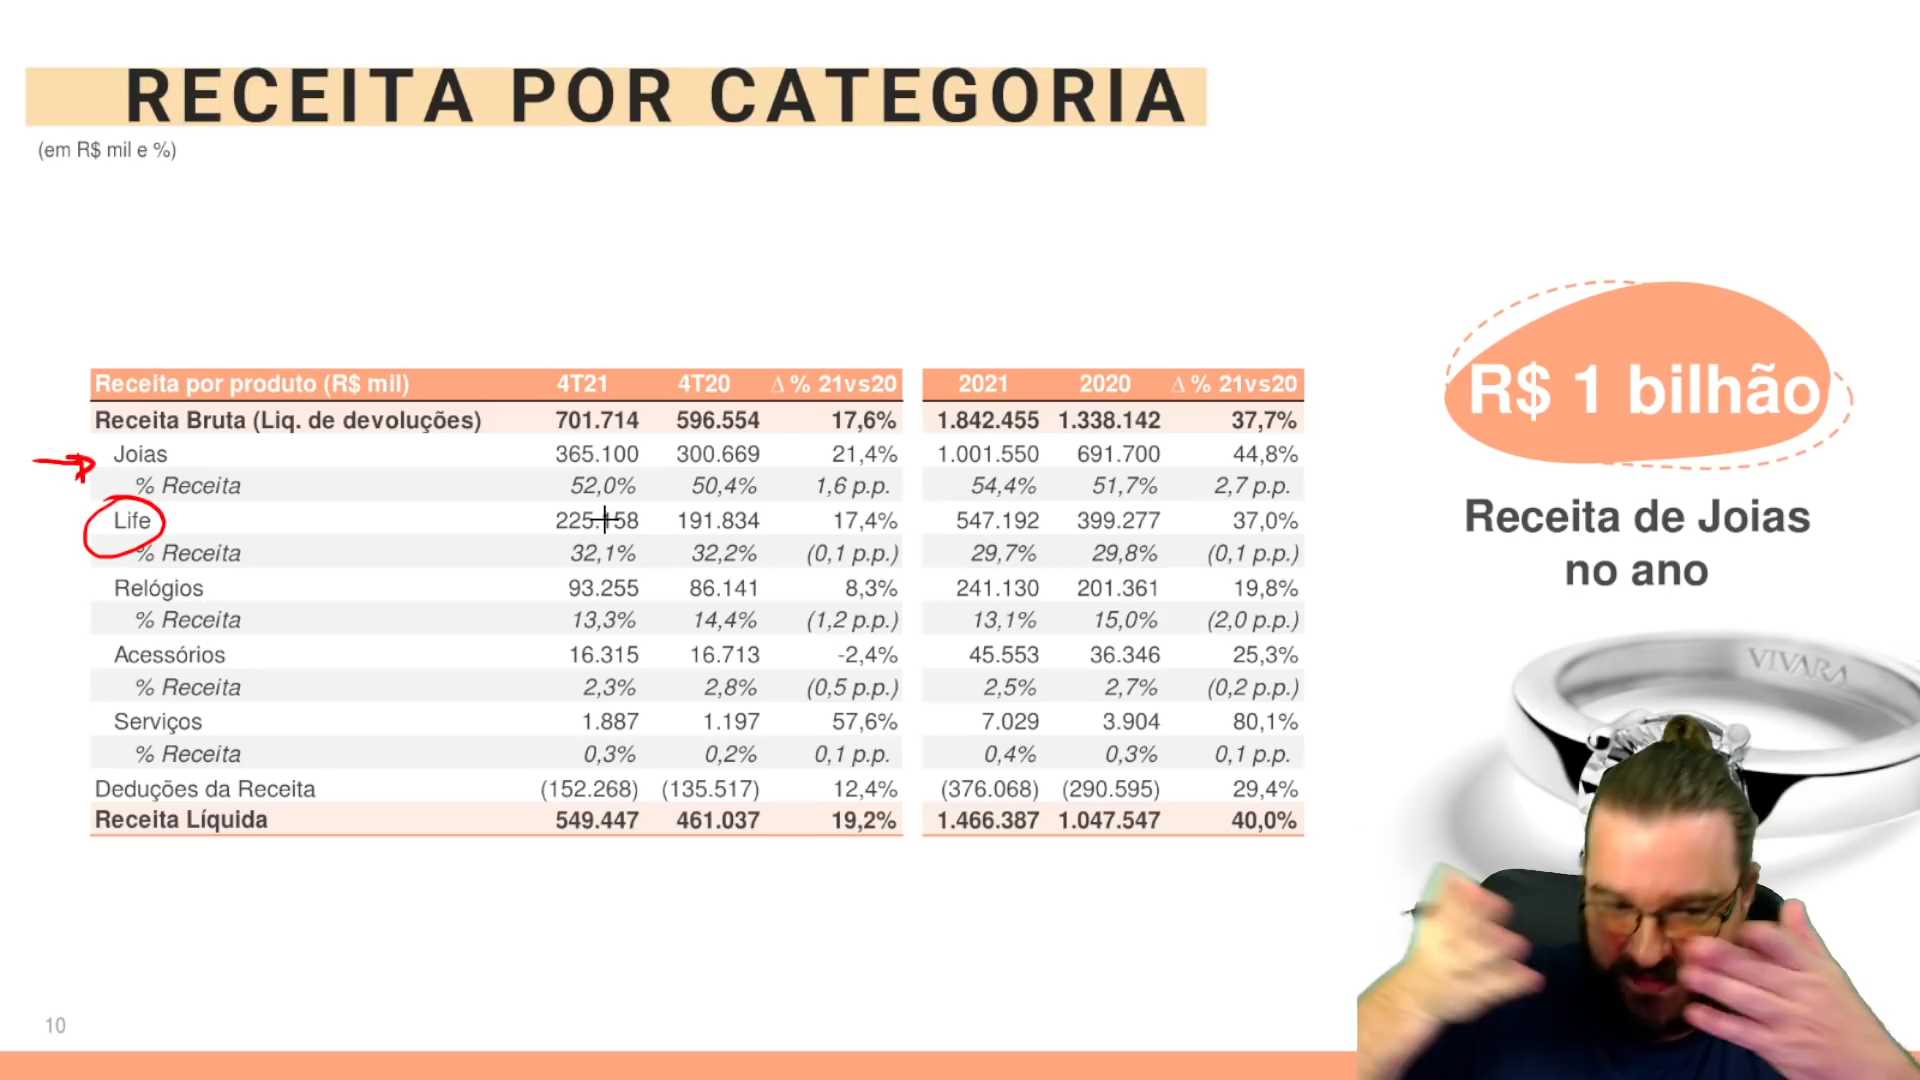 RECEITA POR CATEGORIA
(em R$ mil e %)
Receita por produto (R$ mil) 4T21 4T20 Δ % 21vs20 2021 2020 Δ % 21vs20
Receita Bruta (Liq. de devoluções) 701.714 596.554 17,6% 1.842.455 1.338.142 37,7%
Joias 365.100 300.669 21,4% 1.001.550 691.700 44,8%
% Receita 52,0% 50,4% 1,6 p.p. 54,4% 51,7% 2,7 p.p.
Life 191.834 17,4% 547.192 399.277 37,0%
% Receita 32,1% 32,2% (0,1 p.p.) 29,7% 29,8% (0,1 p.p.)
Relógios 93.255 86.141 8,3% 241.130 201.361 19,8%
% Receita 13,3% 14,4% (1,2 p.p.) 13,1% 15,0% (2,0 p.p.)
Acessórios 16.315 16.713 -2,4% 45.553 36.346 25,3%
% Receita 2,3% 2,8% (0,5 p.p.) 2,5% 2,7% (0,2 p.p.)
Serviços 1.887 1.197 57,6% 7.029 3.904 80,1%
% Receita 0,3% 0,2% 0,1 p.p. 0,4% 0,3% 0,1 p.p.
Deduções da Receita (152.268) (135.517) 12,4% (376.068) (290.595) 29,4%
Receita Líquida 549.447 461.037 19,2% 1.466.387 1.047.547 40,0%
R$ 1 bilhão
Receita de Joias
no ano
VIVARA
10